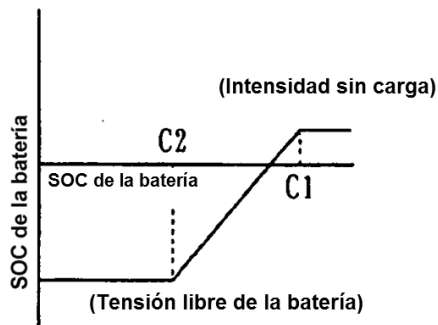 (Intensidad sin carga)
C2
SOC de la batería
C1
SOC de la batería
(Tensión libre de la batería)